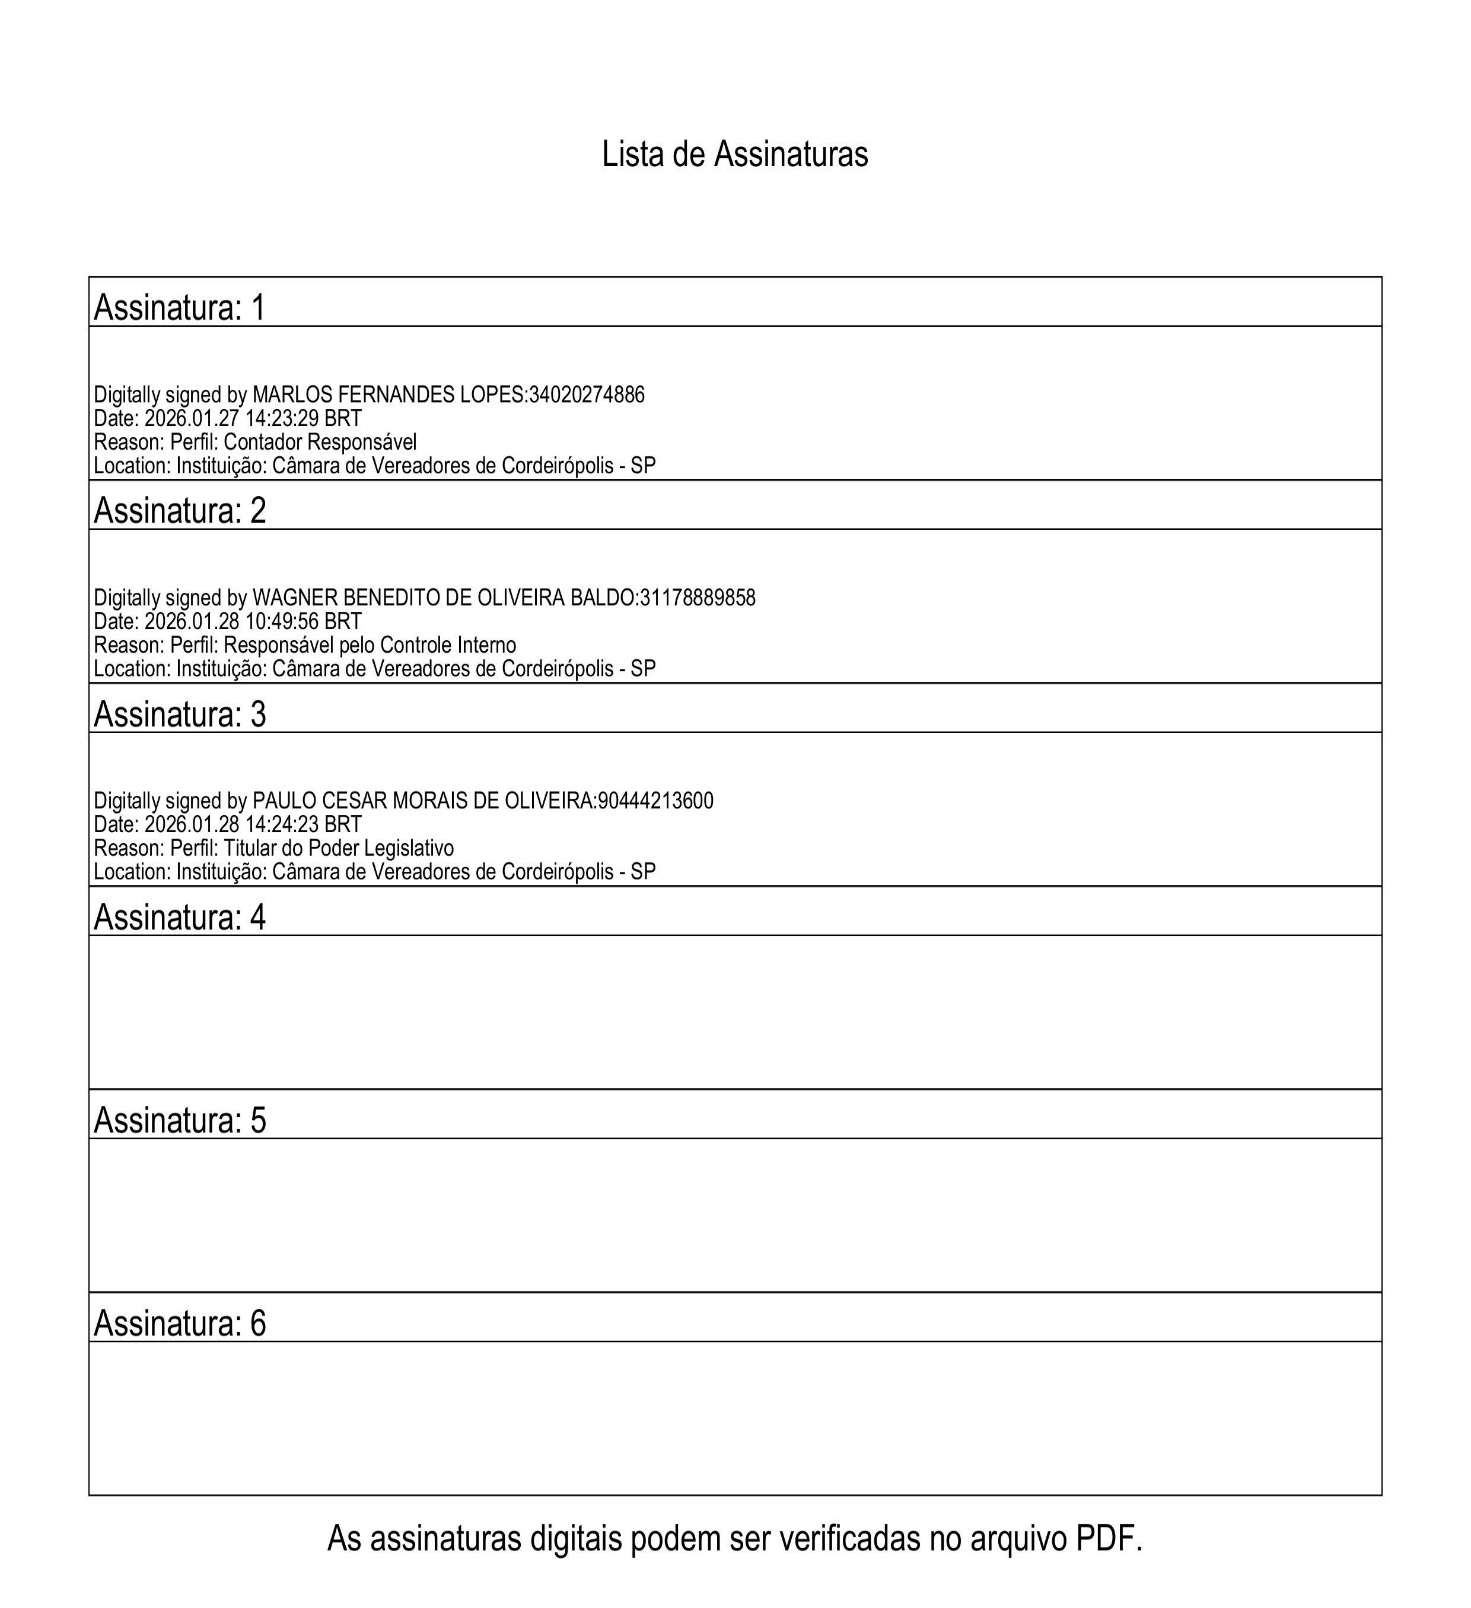 Lista de Assinaturas
Assinatura: 1
Digitally signed by MARLOS FERNANDES LOPES:34020274886
Date: 2026.01.27 14:23:29 BRT
Reason: Perfil: Contador Responsável
Location: Instituição: Câmara de Vereadores de Cordeirópolis - SP
Assinatura: 2
Digitally signed by WAGNER BENEDITO DE OLIVEIRA BALDO:31178889858
Date: 2026.01.28 10:49:56 BRT
Reason: Perfil: Responsável pelo Controle Interno
Location: Instituição: Câmara de Vereadores de Cordeirópolis - SP
Assinatura: 3
Digitally signed by PAULO CESAR MORAIS DE OLIVEIRA:90444213600
Date: 2026.01.28 14:24:23 BRT
Reason: Perfil: Titular do Poder Legislativo
Location: Instituição: Câmara de Vereadores de Cordeirópolis - SP
Assinatura: 4
Assinatura: 5
Assinatura: 6
As assinaturas digitais podem ser verificadas no arquivo PDF.